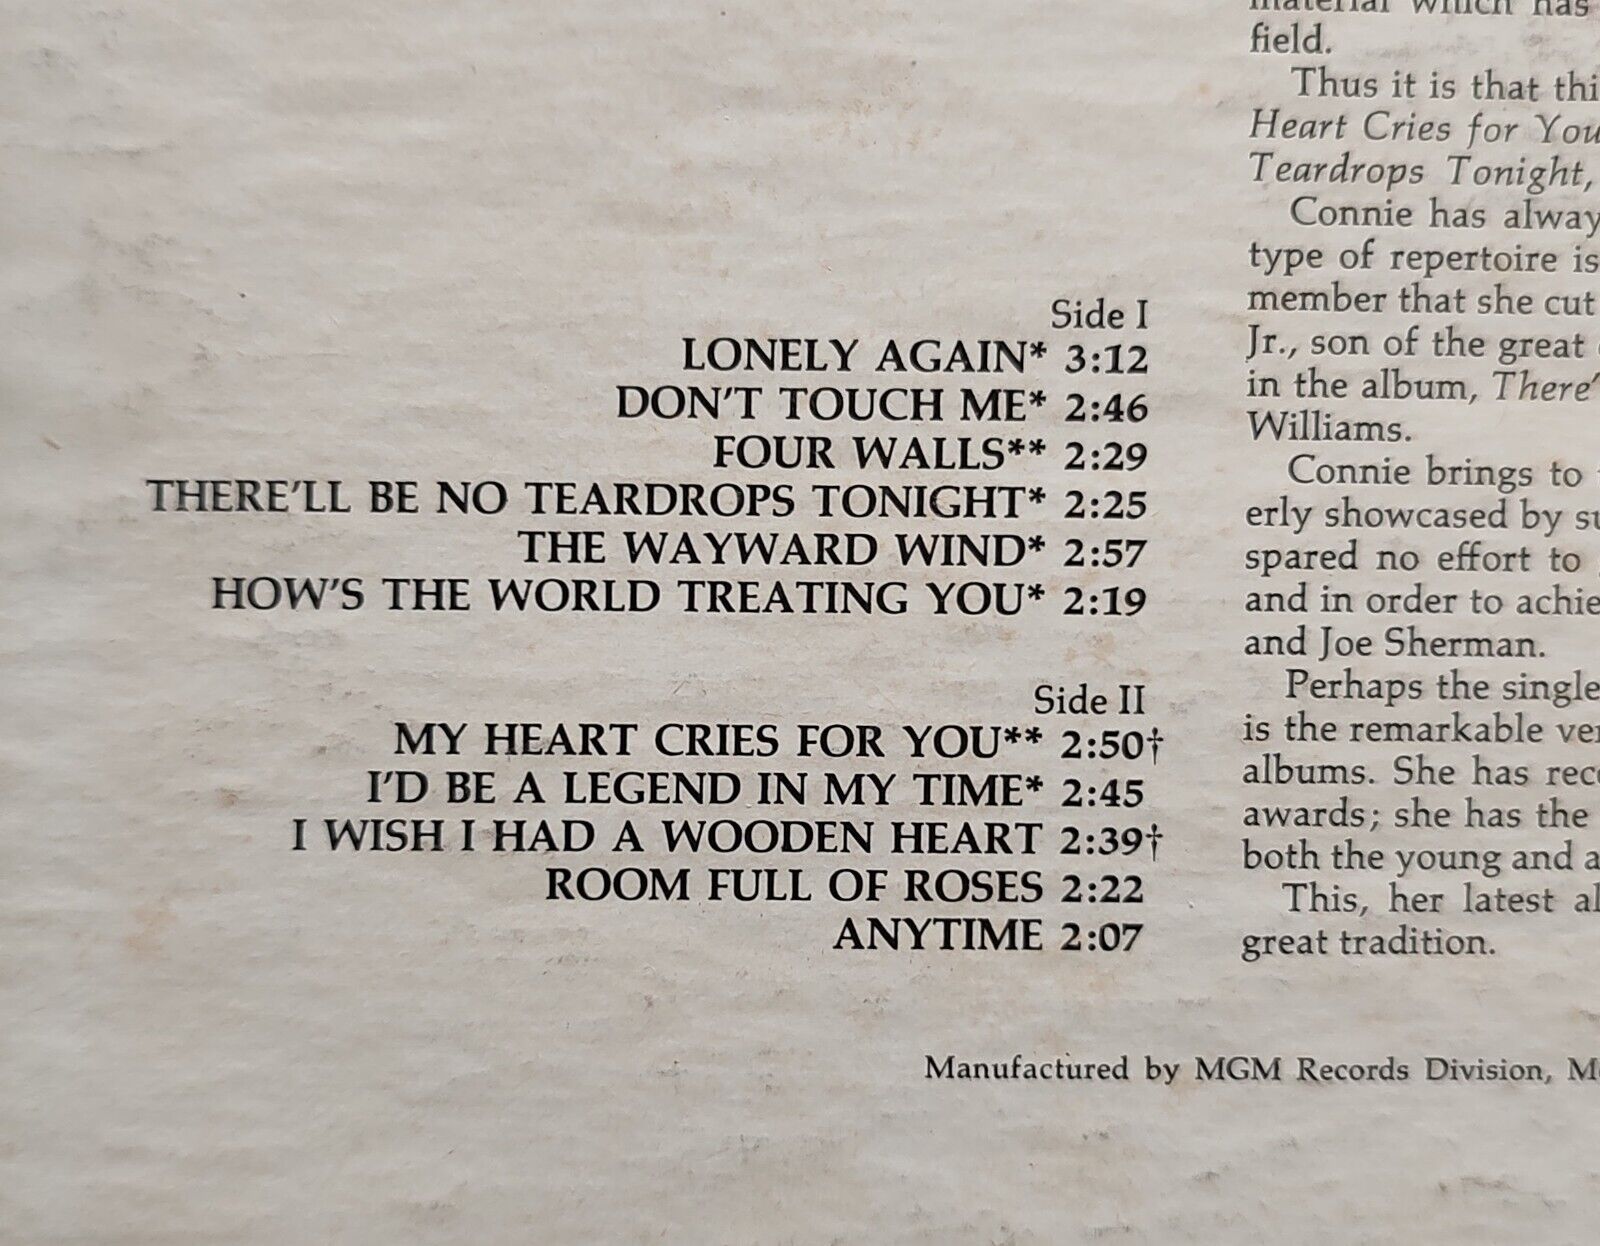 Side I
LONELY AGAIN* 3:12
DON'T TOUCH ME* 2:46
FOUR WALLS** 2:29
THERE'LL BE NO TEARDROPS TONIGHT* 2:25
THE WAYWARD WIND* 2:57
HOW'S THE WORLD TREATING YOU* 2:19
Side II
MY HEART CRIES FOR YOU** 2:50†
I'D BE A LEGEND IN MY TIME* 2:45
I WISH I HAD A WOODEN HEART 2:39†
ROOM FULL OF ROSES 2:22
ANYTIME 2:07
material which has
field.
Thus it is that thi
Heart Cries for You
Teardrops Tonight,
Connie has alway
type of repertoire is
member that she cut
Jr., son of the great
in the album, There'
Williams.
Connie brings to
erly showcased by su
spared no effort to
and in order to achie
and Joe Sherman.
Perhaps the single
is the remarkable ver
albums. She has rece
awards; she has the
both the young and a
This, her latest al
great tradition.
Manufactured by MGM Records Division, M